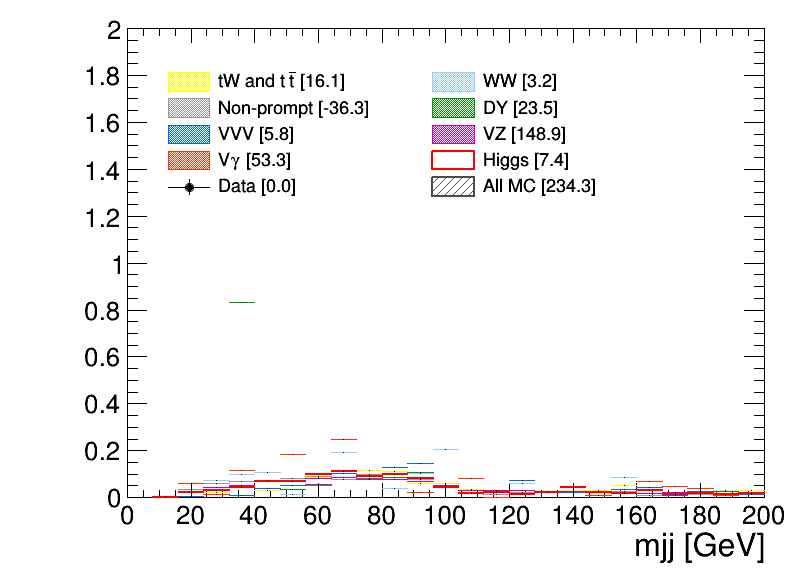 2
1.8
tW and tt̄ [16.1]
WW [3.2]
Non-prompt [-36.3]
DY [23.5]
1.6
VVV [5.8]
VZ [148.9]
Vγ [53.3]
Higgs [7.4]
1.4
Data [0.0]
All MC [234.3]
1.2
1
0.8
0.6
0.4
0.2
0
0 20 40 60 80 100 120 140 160 180 200
mjj [GeV]